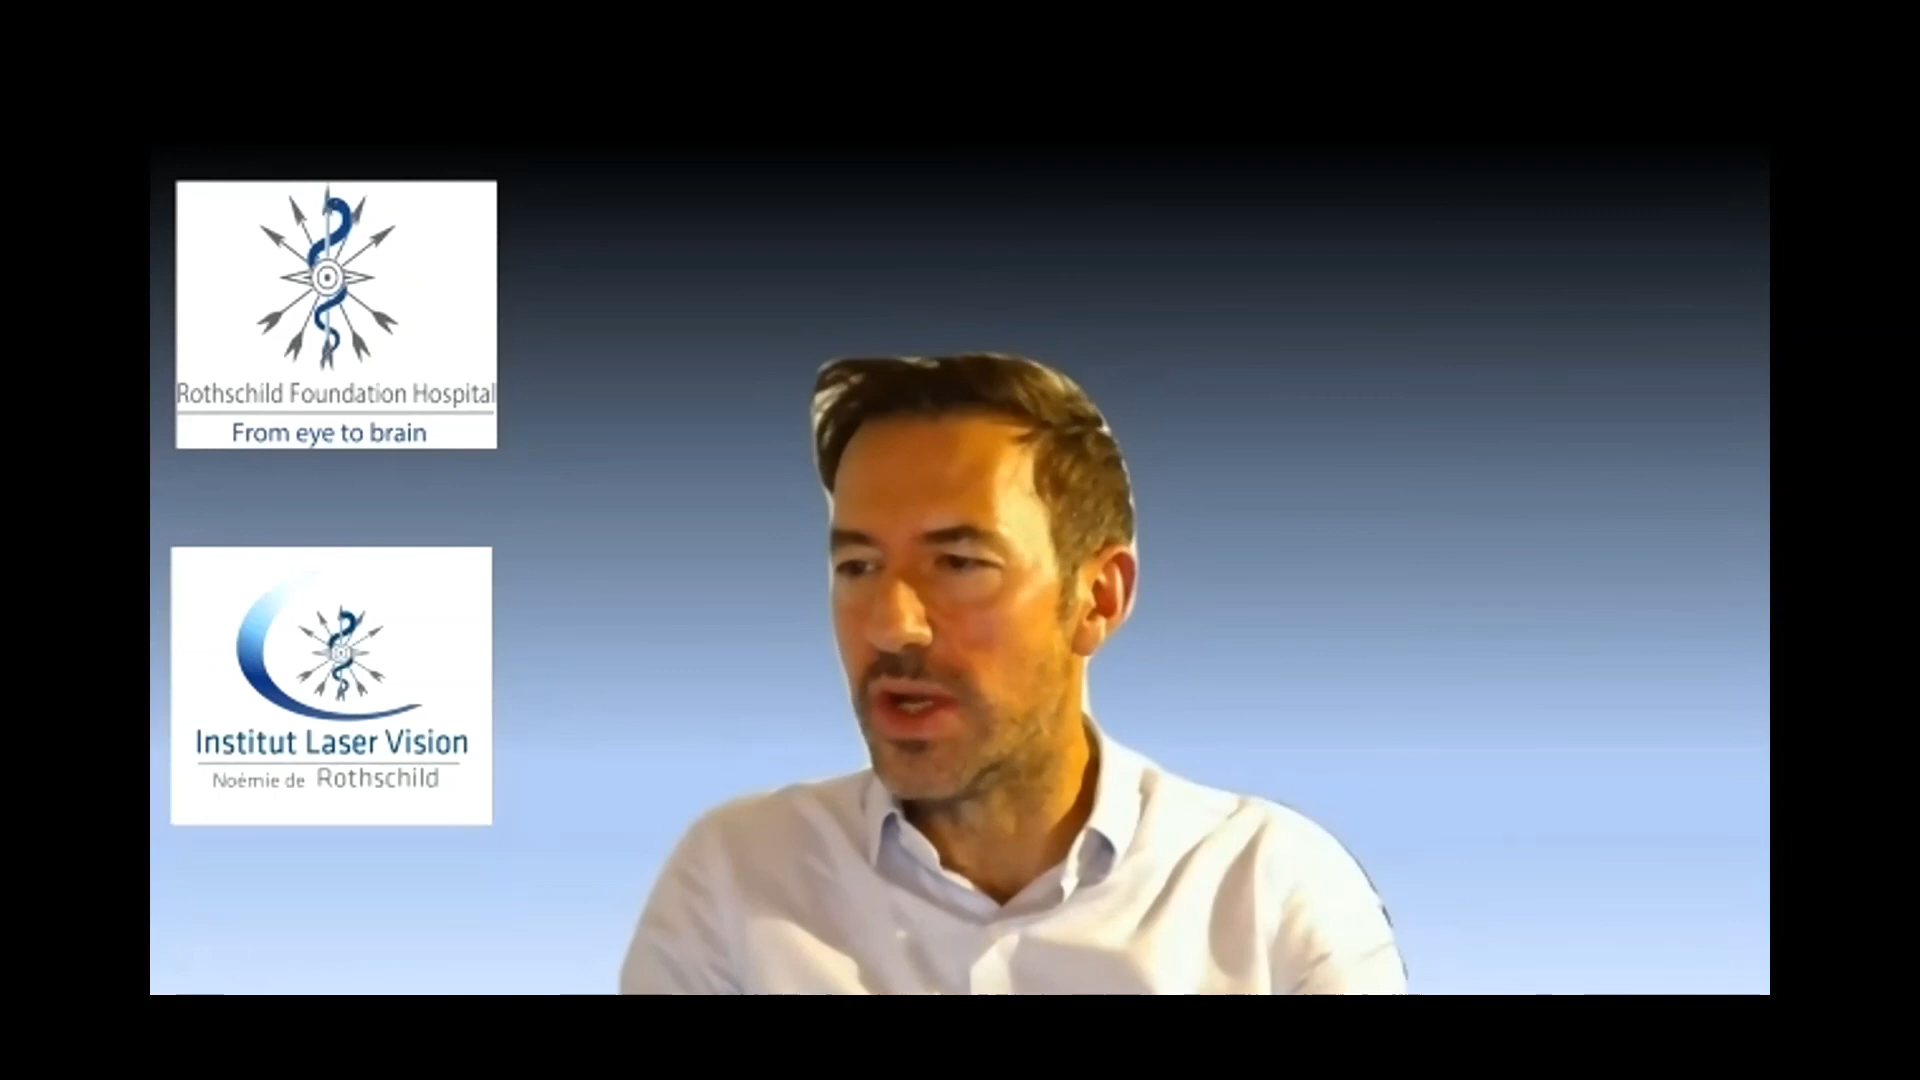 Rothschild Foundation Hospital
From eye to brain
Institut Laser Vision
Noémie de Rothschild